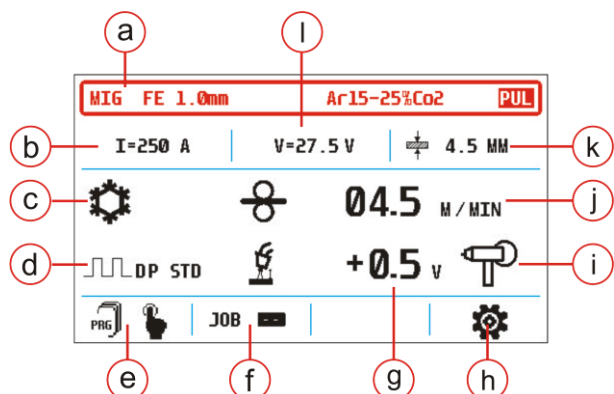 a
l
MIG FE 1.0mm Ar15-25%Co2 PUL
b I=250 A V=27.5 V 4.5 MM k
c 04.5 M/MIN j
d DP STD +0.5 V i
PRG JOB --
e f g h